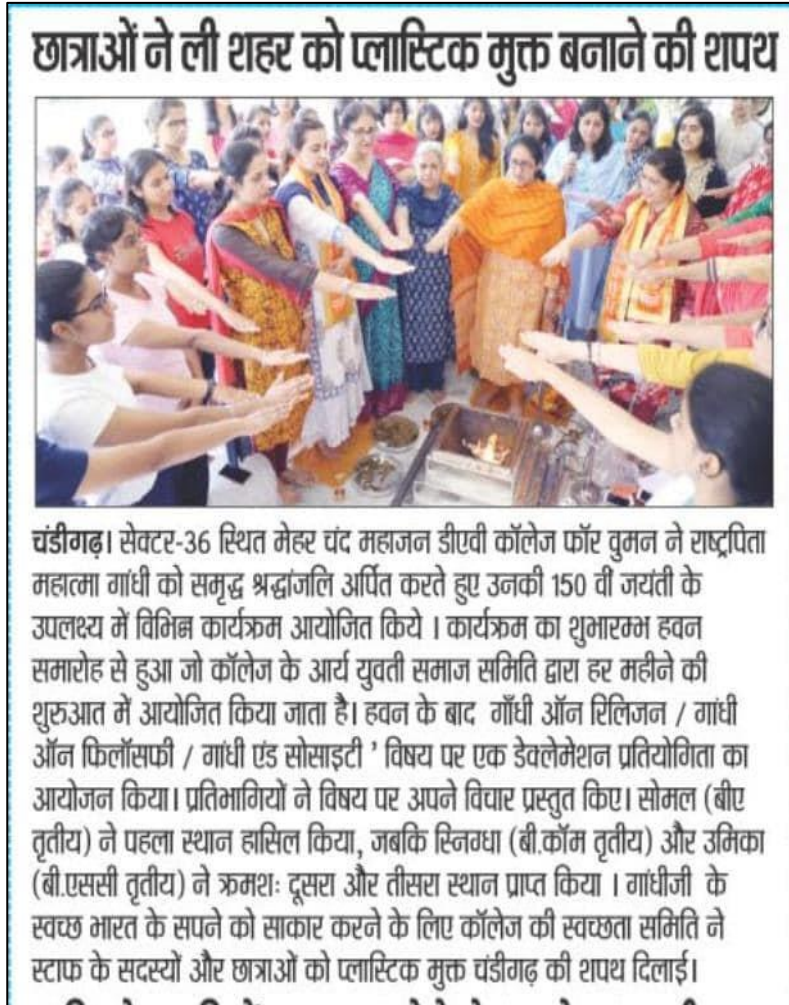 छात्राओं ने ली शहर को प्लास्टिक मुक्त बनाने की शपथ
चंडीगढ़। सेक्टर-36 स्थित मेहर चंद महाजन डीएवी कॉलेज फॉर वुमन ने राष्ट्रपिता
महात्मा गांधी को समृद्ध श्रद्धांजलि अर्पित करते हुए उनकी 150 वीं जयंती के
उपलक्ष्य में विभिन्न कार्यक्रम आयोजित किये । कार्यक्रम का शुभारम्भ हवन
समारोह से हुआ जो कॉलेज के आर्य युवती समाज समिति द्वारा हर महीने की
शुरुआत में आयोजित किया जाता है। हवन के बाद गाँधी ऑन रिलिजन / गांधी
ऑन फिलॉसफी / गांधी एंड सोसाइटी ' विषय पर एक डेक्लेमेशन प्रतियोगिता का
आयोजन किया। प्रतिभागियों ने विषय पर अपने विचार प्रस्तुत किए। सोमल (बीए
तृतीय) ने पहला स्थान हासिल किया, जबकि स्निग्धा (बी.कॉम तृतीय) और उमिका
(बी.एससी तृतीय) ने क्रमशः दूसरा और तीसरा स्थान प्राप्त किया । गांधीजी के
स्वच्छ भारत के सपने को साकार करने के लिए कॉलेज की स्वच्छता समिति ने
स्टाफ के सदस्यों और छात्राओं को प्लास्टिक मुक्त चंडीगढ़ की शपथ दिलाई।